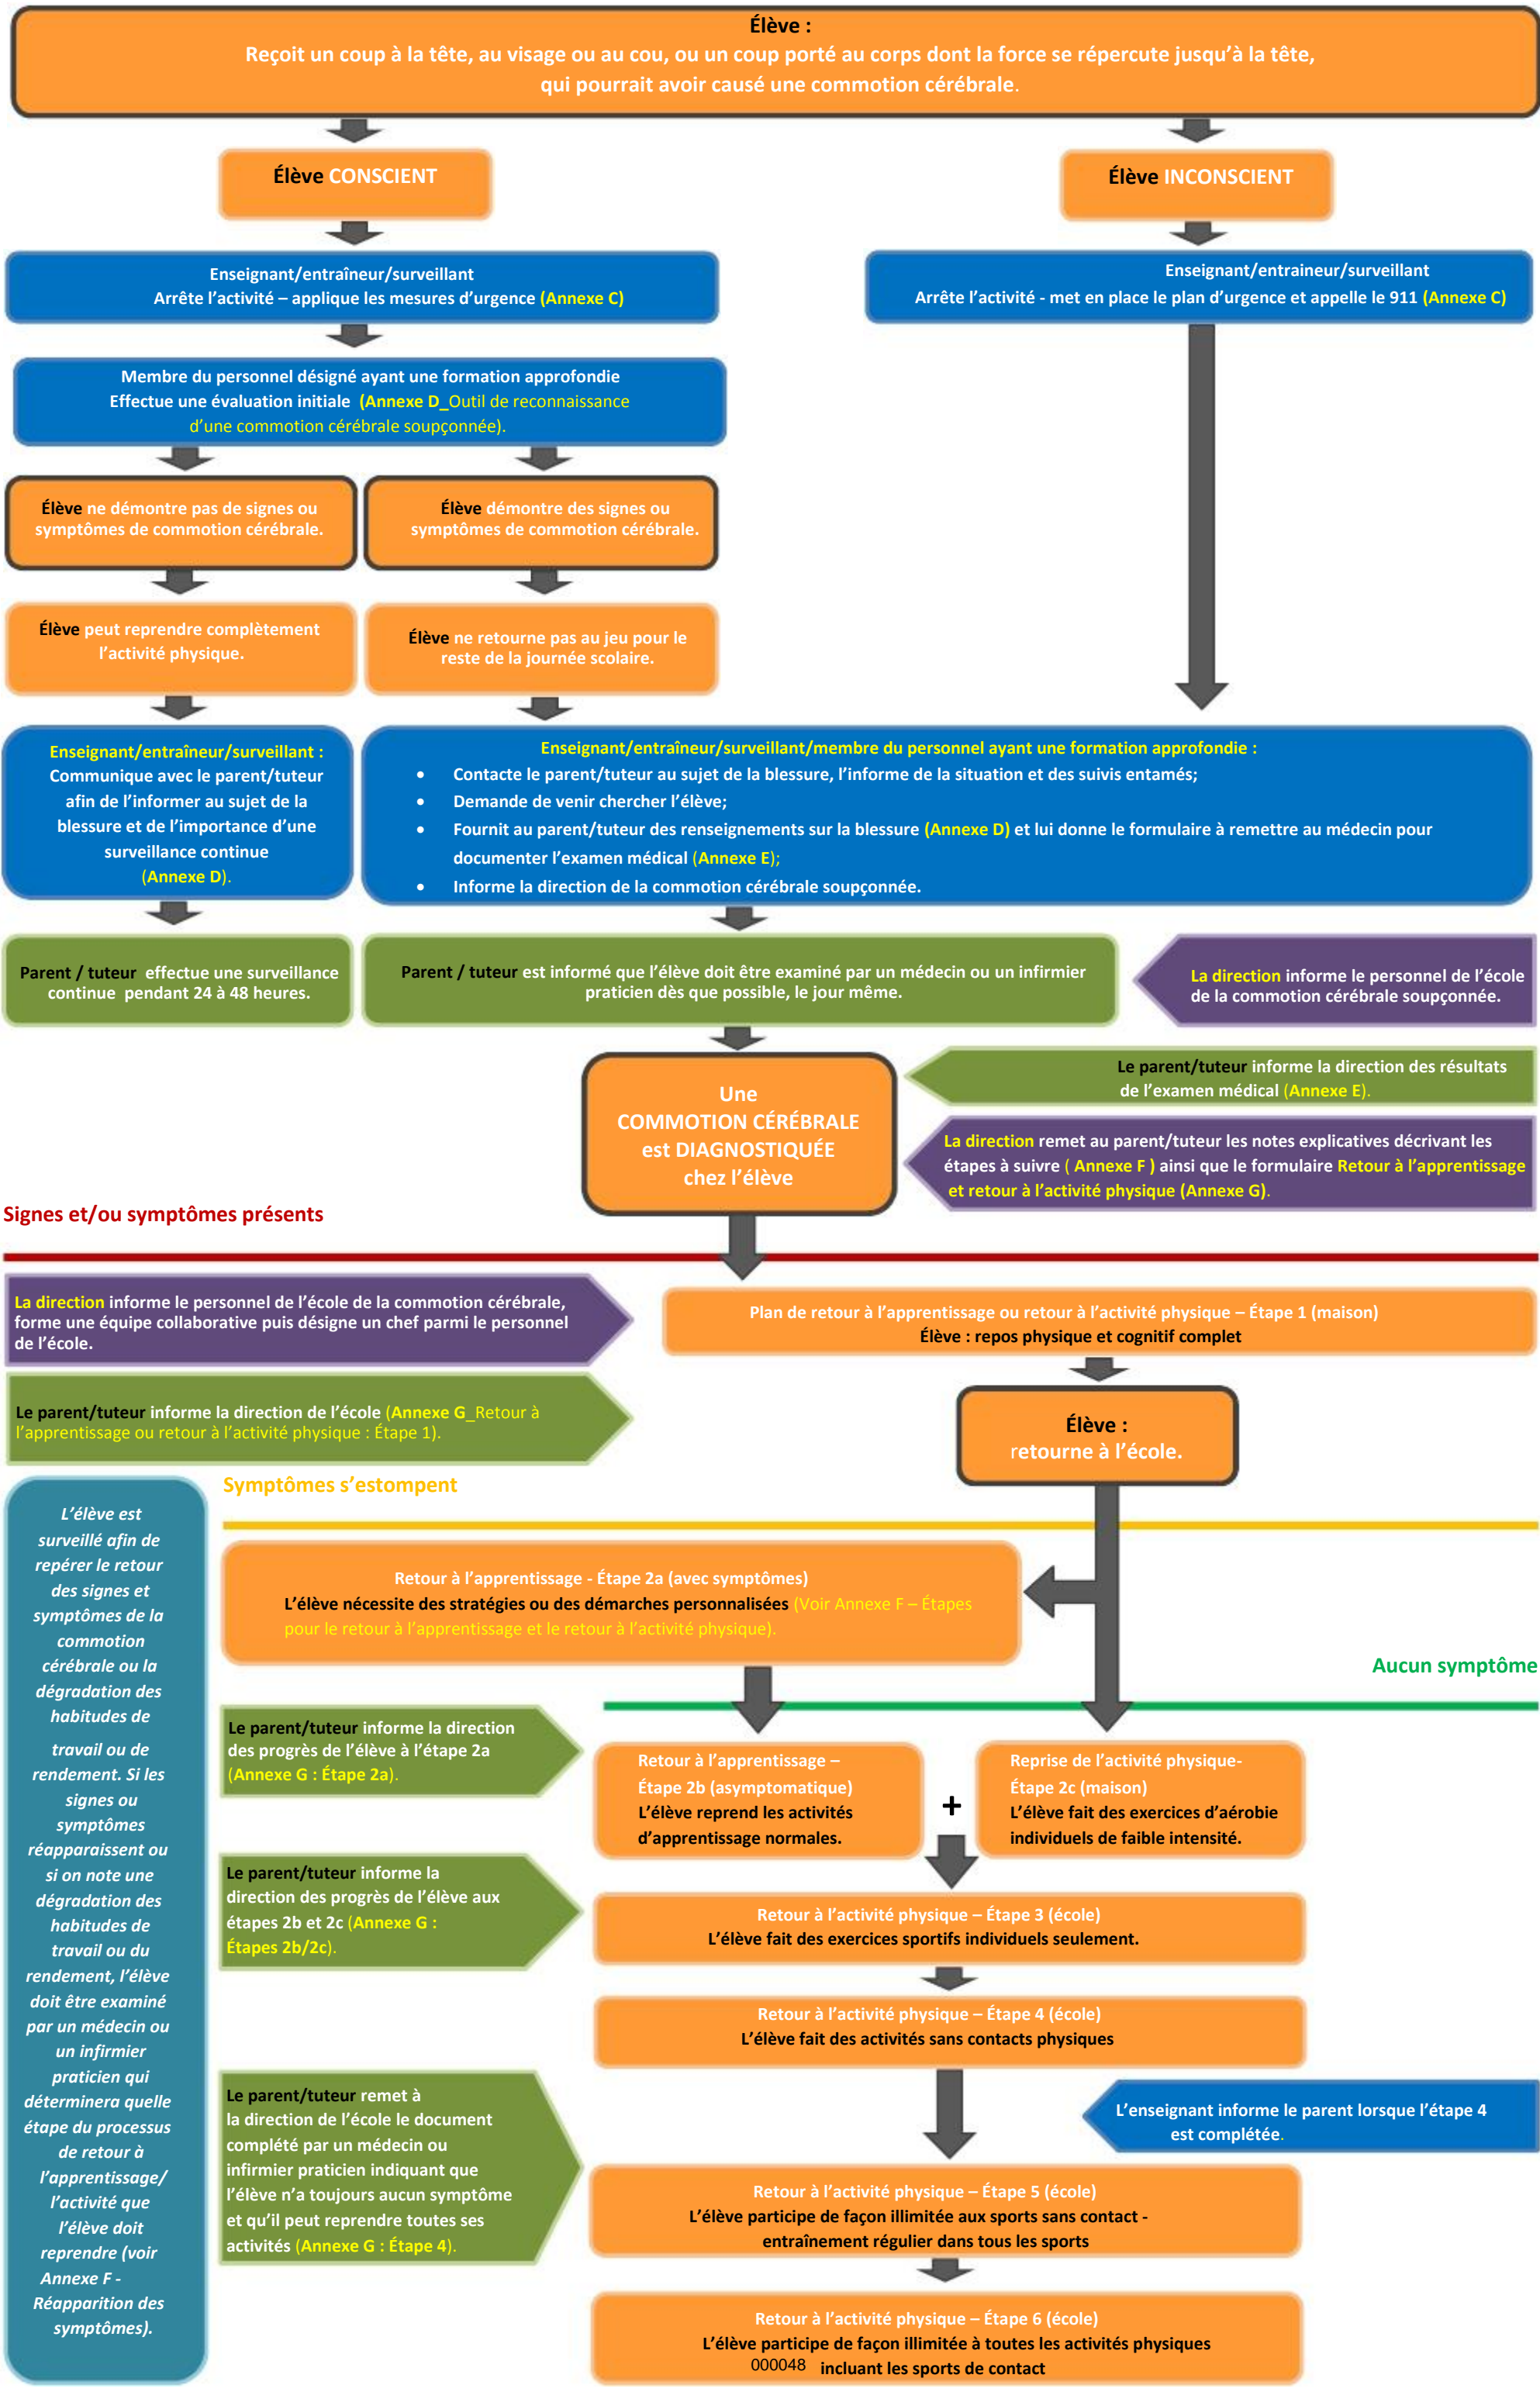 Élève :
Reçoit un coup à la tête, au visage ou au cou, ou un coup porté au corps dont la force se répercute jusqu’à la tête,
qui pourrait avoir causé une commotion cérébrale.
Élève CONSCIENT
Élève INCONSCIENT
Enseignant/entraîneur/surveillant
Arrête l’activité – applique les mesures d’urgence (Annexe C)
Enseignant/entraineur/surveillant
Arrête l’activité - met en place le plan d’urgence et appelle le 911 (Annexe C)
Membre du personnel désigné ayant une formation approfondie
Effectue une évaluation initiale (Annexe D_Outil de reconnaissance
d’une commotion cérébrale soupçonnée).
Élève ne démontre pas de signes ou
symptômes de commotion cérébrale.
Élève démontre des signes ou
symptômes de commotion cérébrale.
Élève peut reprendre complètement
l’activité physique.
Élève ne retourne pas au jeu pour le
reste de la journée scolaire.
Enseignant/entraîneur/surveillant :
Communique avec le parent/tuteur
afin de l’informer au sujet de la
blessure et de l’importance d’une
surveillance continue
(Annexe D).
Enseignant/entraîneur/surveillant/membre du personnel ayant une formation approfondie :
• Contacte le parent/tuteur au sujet de la blessure, l’informe de la situation et des suivis entamés;
• Demande de venir chercher l’élève;
• Fournit au parent/tuteur des renseignements sur la blessure (Annexe D) et lui donne le formulaire à remettre au médecin pour
documenter l’examen médical (Annexe E);
• Informe la direction de la commotion cérébrale soupçonnée.
Parent / tuteur effectue une surveillance
continue pendant 24 à 48 heures.
Parent / tuteur est informé que l’élève doit être examiné par un médecin ou un infirmier
praticien dès que possible, le jour même.
La direction informe le personnel de l’école
de la commotion cérébrale soupçonnée.
Une
COMMOTION CÉRÉBRALE
est DIAGNOSTIQUÉE
chez l’élève
Le parent/tuteur informe la direction des résultats
de l’examen médical (Annexe E).
La direction remet au parent/tuteur les notes explicatives décrivant les
étapes à suivre ( Annexe F ) ainsi que le formulaire Retour à l’apprentissage
et retour à l’activité physique (Annexe G).
Signes et/ou symptômes présents
La direction informe le personnel de l’école de la commotion cérébrale,
forme une équipe collaborative puis désigne un chef parmi le personnel
de l’école.
Plan de retour à l’apprentissage ou retour à l’activité physique – Étape 1 (maison)
Élève : repos physique et cognitif complet
Le parent/tuteur informe la direction de l’école (Annexe G_Retour à
l’apprentissage ou retour à l’activité physique : Étape 1).
Élève :
retourne à l’école.
Symptômes s’estompent
L’élève est
surveillé afin de
repérer le retour
des signes et
symptômes de la
commotion
cérébrale ou la
dégradation des
habitudes de
travail ou de
rendement. Si les
signes ou
symptômes
réapparaissent ou
si on note une
dégradation des
habitudes de
travail ou du
rendement, l’élève
doit être examiné
par un médecin ou
un infirmier
praticien qui
déterminera quelle
étape du processus
de retour à
l’apprentissage/
l’activité que
l’élève doit
reprendre (voir
Annexe F -
Réapparition des
symptômes).
Retour à l’apprentissage - Étape 2a (avec symptômes)
L’élève nécessite des stratégies ou des démarches personnalisées (Voir Annexe F – Étapes
pour le retour à l’apprentissage et le retour à l’activité physique).
Aucun symptôme
Le parent/tuteur informe la direction
des progrès de l’élève à l’étape 2a
(Annexe G : Étape 2a).
Retour à l’apprentissage –
Étape 2b (asymptomatique)
L’élève reprend les activités
d’apprentissage normales.
+
Reprise de l’activité physique-
Étape 2c (maison)
L’élève fait des exercices d’aérobie
individuels de faible intensité.
Le parent/tuteur informe la
direction des progrès de l’élève aux
étapes 2b et 2c (Annexe G :
Étapes 2b/2c).
Retour à l’activité physique – Étape 3 (école)
L’élève fait des exercices sportifs individuels seulement.
Retour à l’activité physique – Étape 4 (école)
L’élève fait des activités sans contacts physiques
Le parent/tuteur remet à
la direction de l’école le document
complété par un médecin ou
infirmier praticien indiquant que
l’élève n’a toujours aucun symptôme
et qu’il peut reprendre toutes ses
activités (Annexe G : Étape 4).
L’enseignant informe le parent lorsque l’étape 4
est complétée.
Retour à l’activité physique – Étape 5 (école)
L’élève participe de façon illimitée aux sports sans contact -
entraînement régulier dans tous les sports
Retour à l’activité physique – Étape 6 (école)
L’élève participe de façon illimitée à toutes les activités physiques
000048 incluant les sports de contact